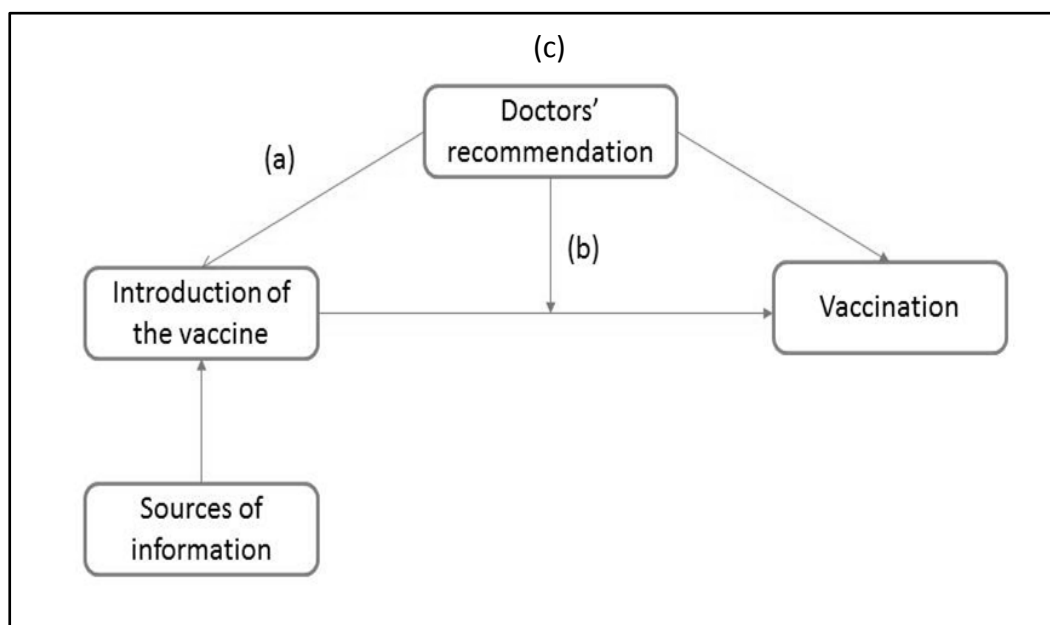 (c)
Doctors'
recommendation
(a)
(b)
Introduction of
the vaccine
Vaccination
Sources of
information